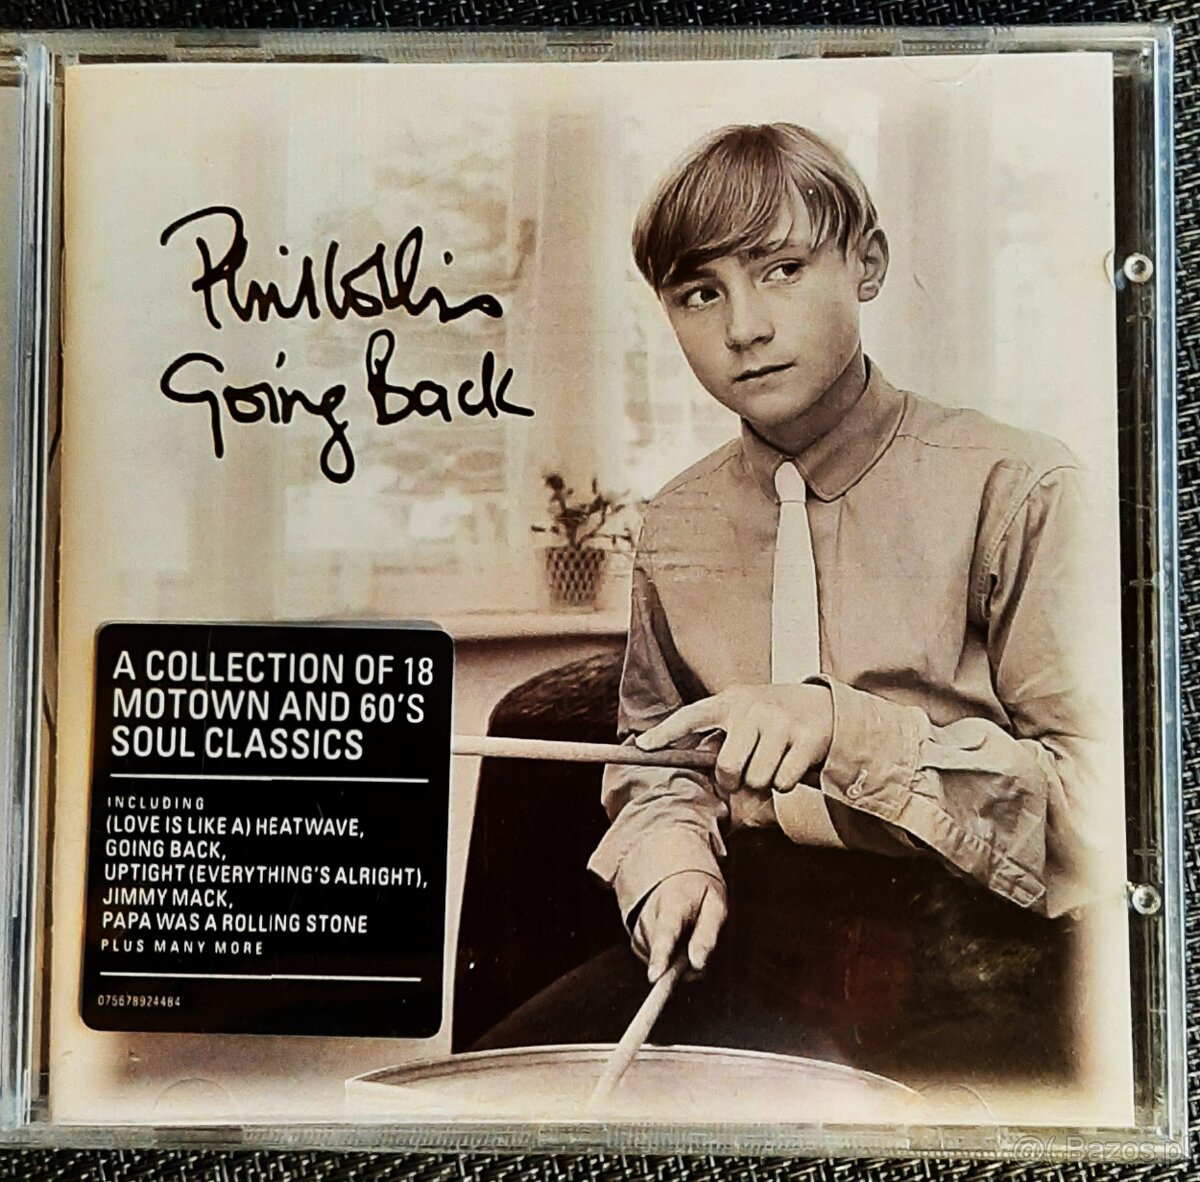 Phil Collins
Going Back
A COLLECTION OF 18
MOTOWN AND 60'S
SOUL CLASSICS
INCLUDING
(LOVE IS LIKE A) HEATWAVE,
GOING BACK,
UPTIGHT (EVERYTHING'S ALRIGHT),
JIMMY MACK,
PAPA WAS A ROLLING STONE
PLUS MANY MORE
075678924484
@( Bazos.pl